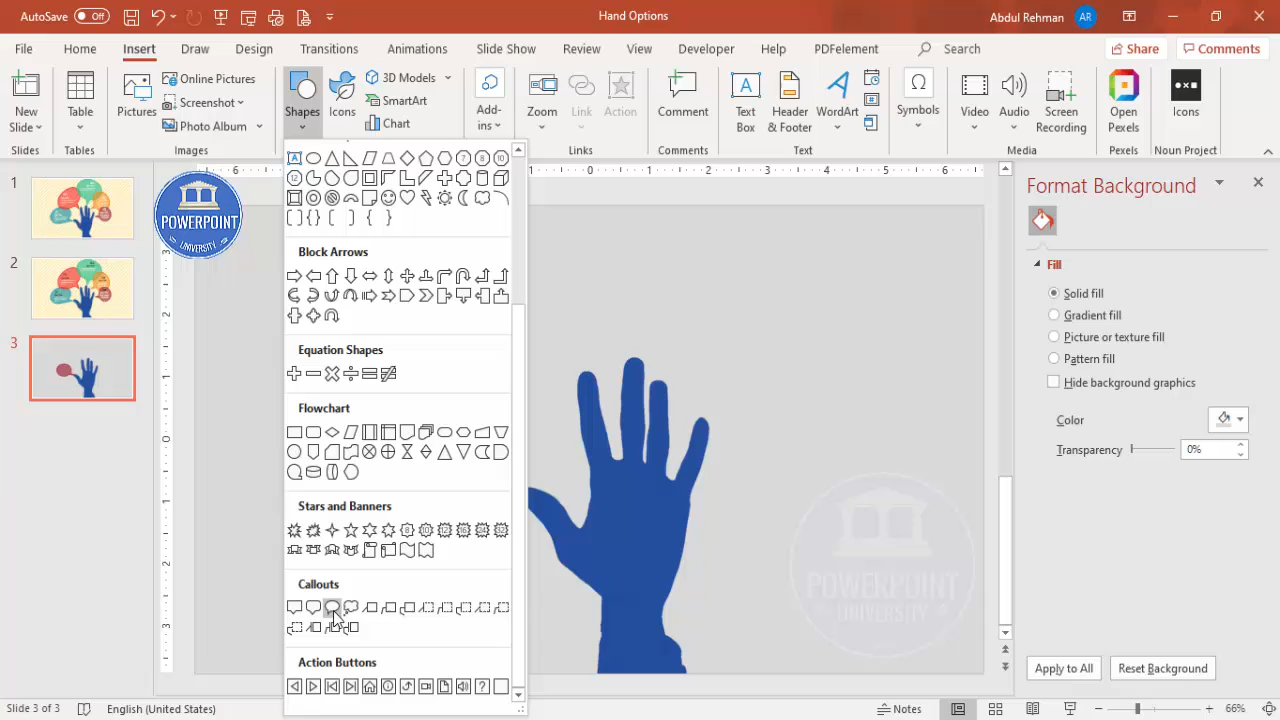 AutoSave Off
Hand Options
Abdul Rehman AR
File Home Insert Draw Design Transitions Animations Slide Show Review View Developer Help PDFelement Search
Share Comments
New Slide
Slides
Table
Tables
Pictures
Online Pictures
Screenshot
Photo Album
Images
Shapes
Icons
3D Models
SmartArt
Chart
Add-ins
Zoom
Link
Action
Links
Comment
Comments
Text Box
Header & Footer
WordArt
Text
Symbols
Video
Audio
Screen Recording
Media
Open Pexels
Pexels
Icons
Noun Project
1
2
3
POWERPOINT
UNIVERSITY
Block Arrows
Equation Shapes
Flowchart
Stars and Banners
Callouts
Action Buttons
POWERPOINT
UNIVERSITY
Format Background
Fill
Solid fill
Gradient fill
Picture or texture fill
Pattern fill
Hide background graphics
Color
Transparency 0%
Apply to All Reset Background
Slide 3 of 3 English (United States) Notes 66%